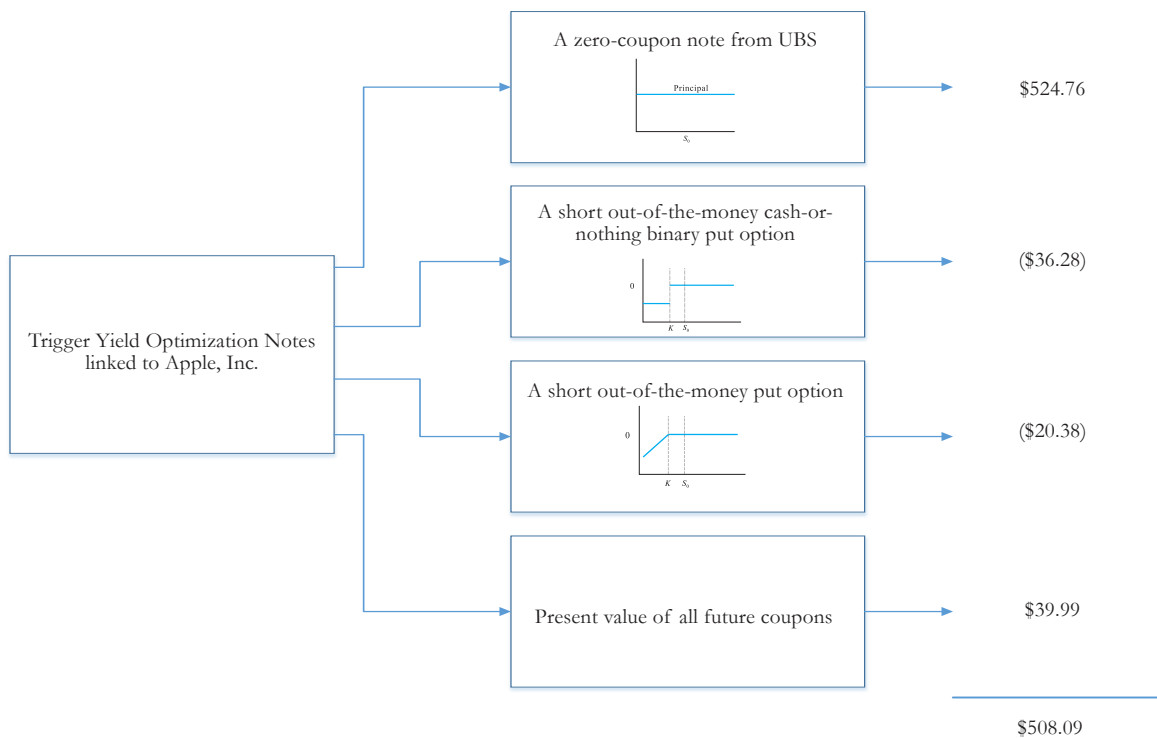 Trigger Yield Optimization Notes
linked to Apple, Inc.
A zero-coupon note from UBS
Principal
S0
$524.76
A short out-of-the-money cash-or-
nothing binary put option
0
K
S0
($36.28)
A short out-of-the-money put option
0
K
S0
($20.38)
Present value of all future coupons
$39.99
$508.09